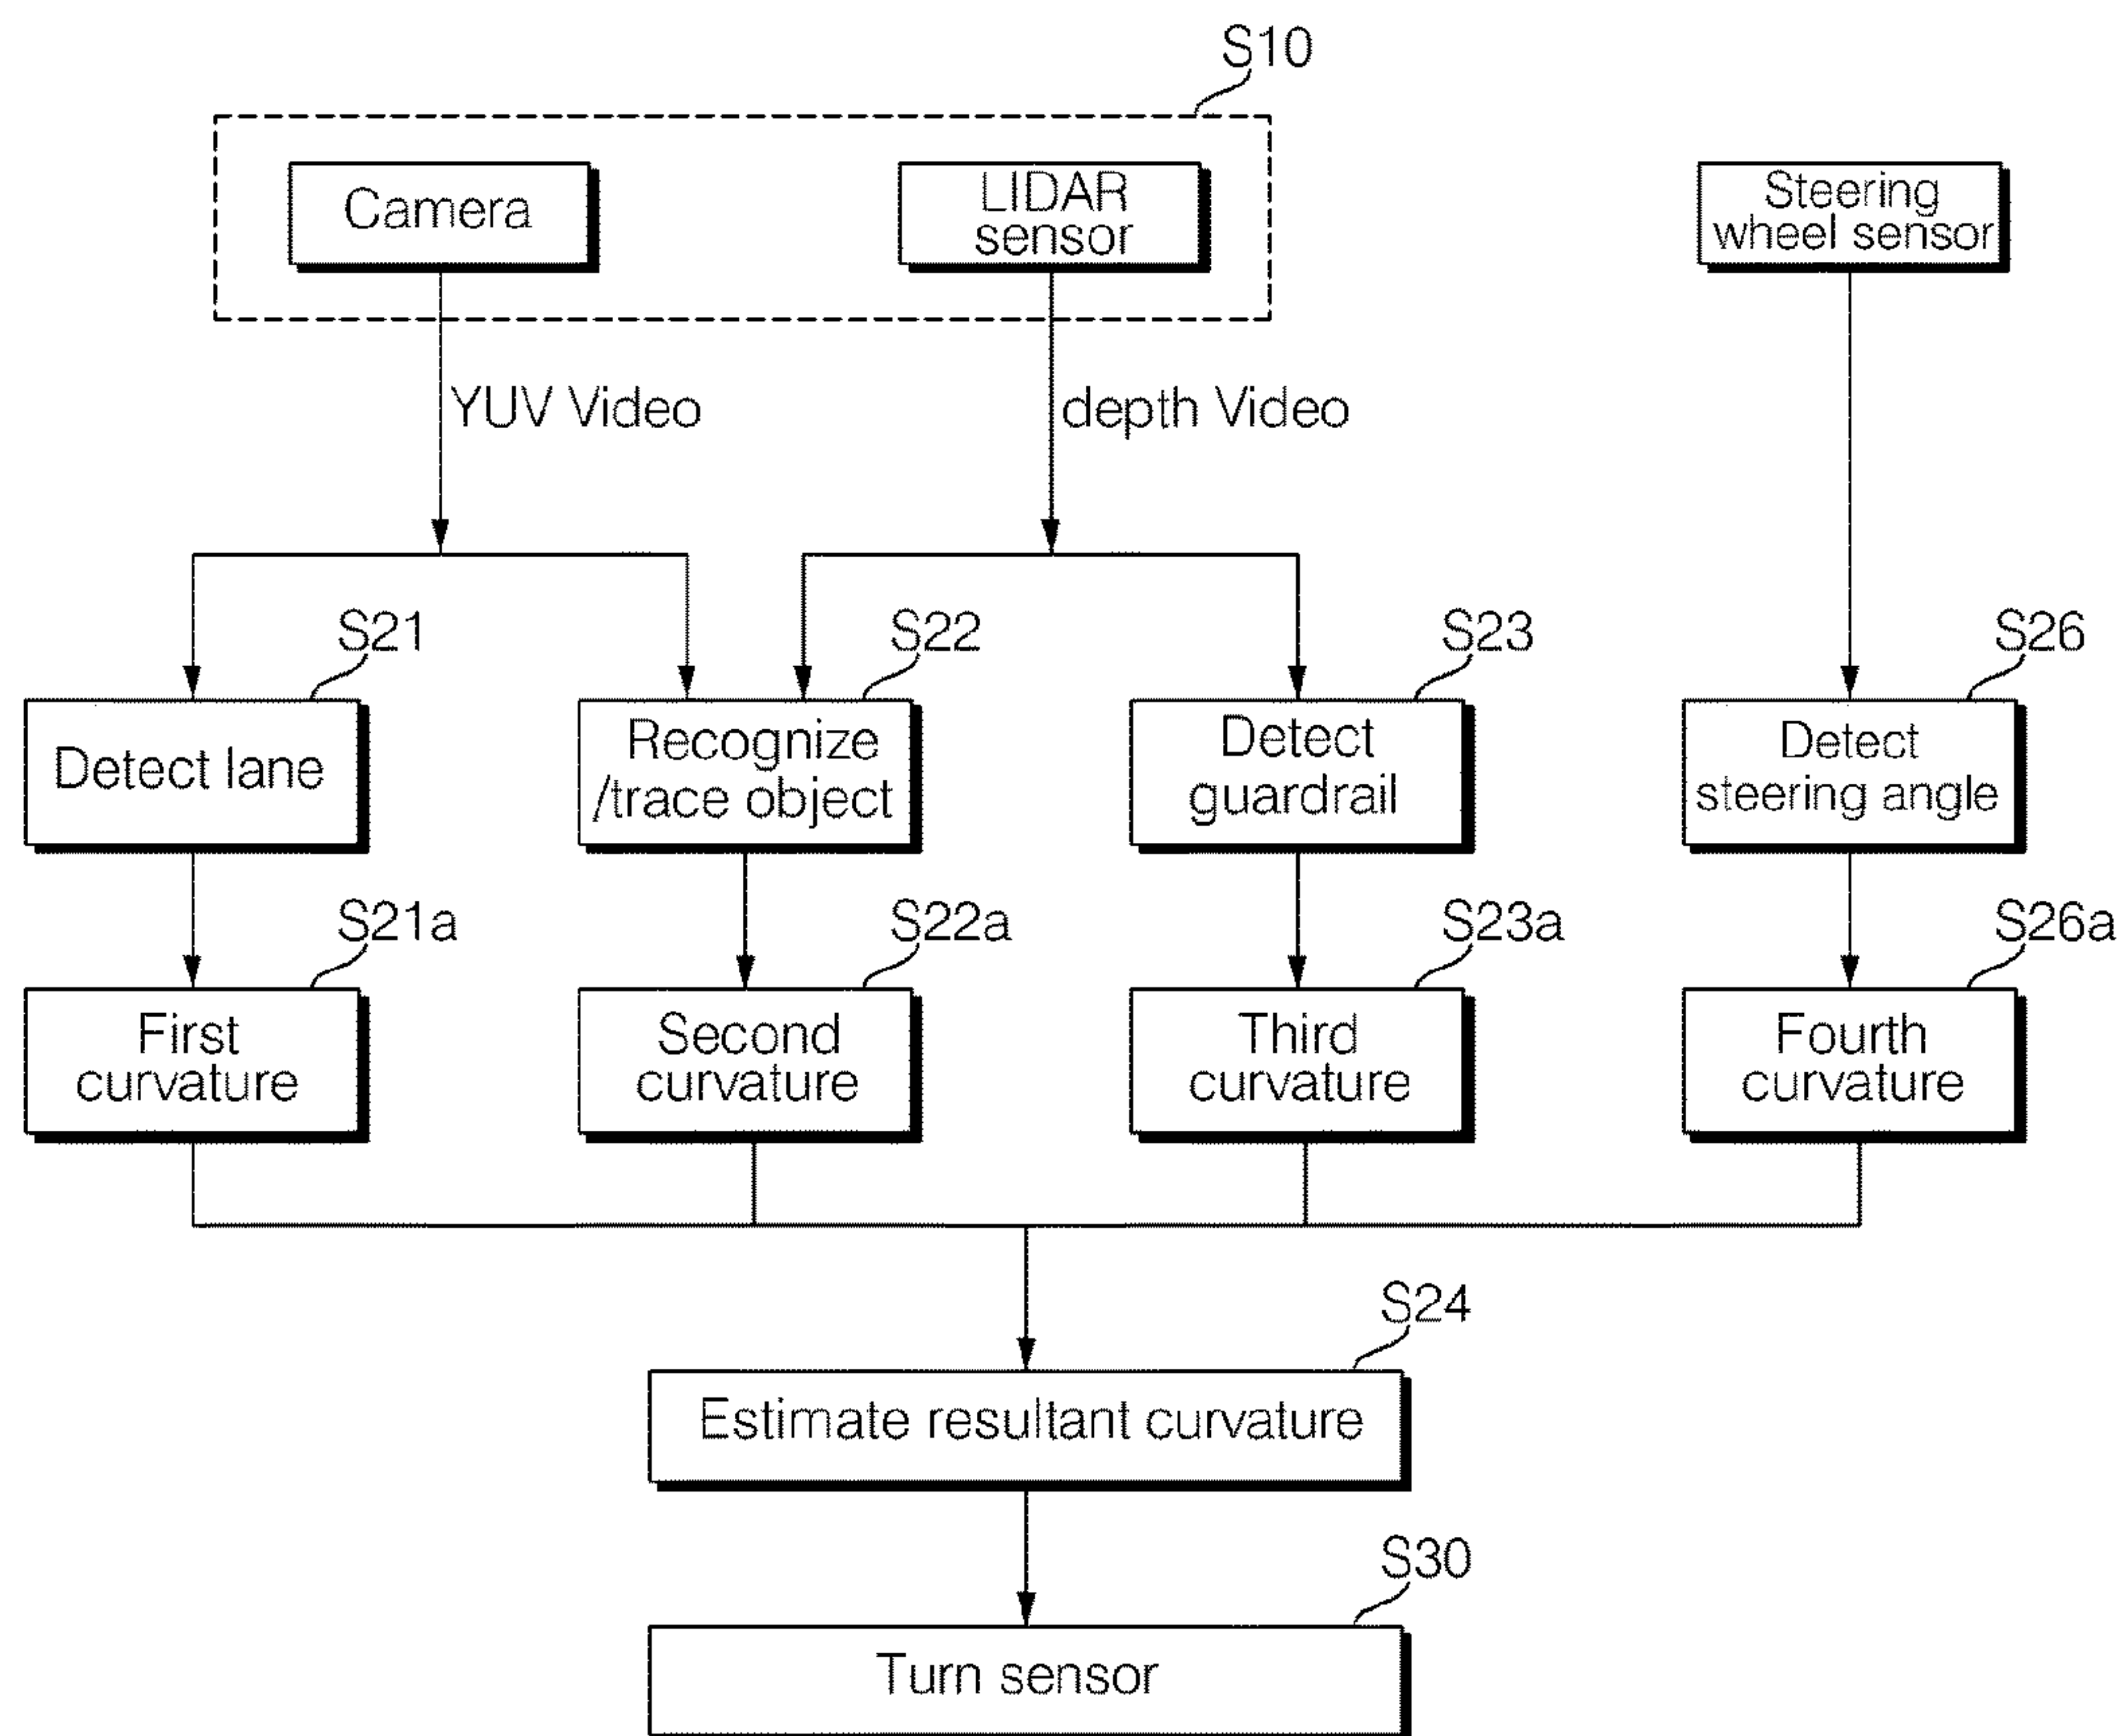 S10
Camera
LIDAR
sensor
Steering
wheel sensor
YUV Video
depth Video
S21
S22
S23
S26
Detect lane
Recognize
/trace object
Detect
guardrail
Detect
steering angle
S21a
S22a
S23a
S26a
First
curvature
Second
curvature
Third
curvature
Fourth
curvature
S24
Estimate resultant curvature
S30
Turn sensor